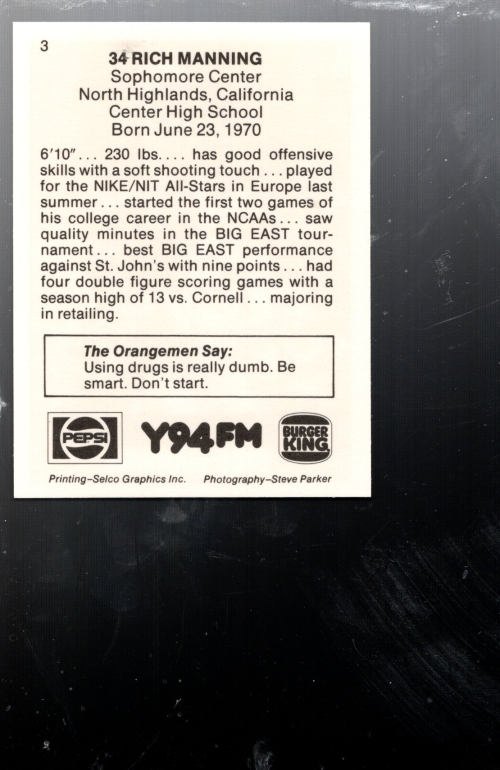 3
34 RICH MANNING
Sophomore Center
North Highlands, California
Center High School
Born June 23, 1970
6'10"... 230 lbs.... has good offensive
skills with a soft shooting touch... played
for the NIKE/NIT All-Stars in Europe last
summer... started the first two games of
his college career in the NCAAs... saw
quality minutes in the BIG EAST tour-
nament... best BIG EAST performance
against St. John's with nine points... had
four double figure scoring games with a
season high of 13 vs. Cornell... majoring
in retailing.
The Orangemen Say:
Using drugs is really dumb. Be
smart. Don't start.
PEPSI Y94FM BURGER KING
Printing–Selco Graphics Inc. Photography–Steve Parker